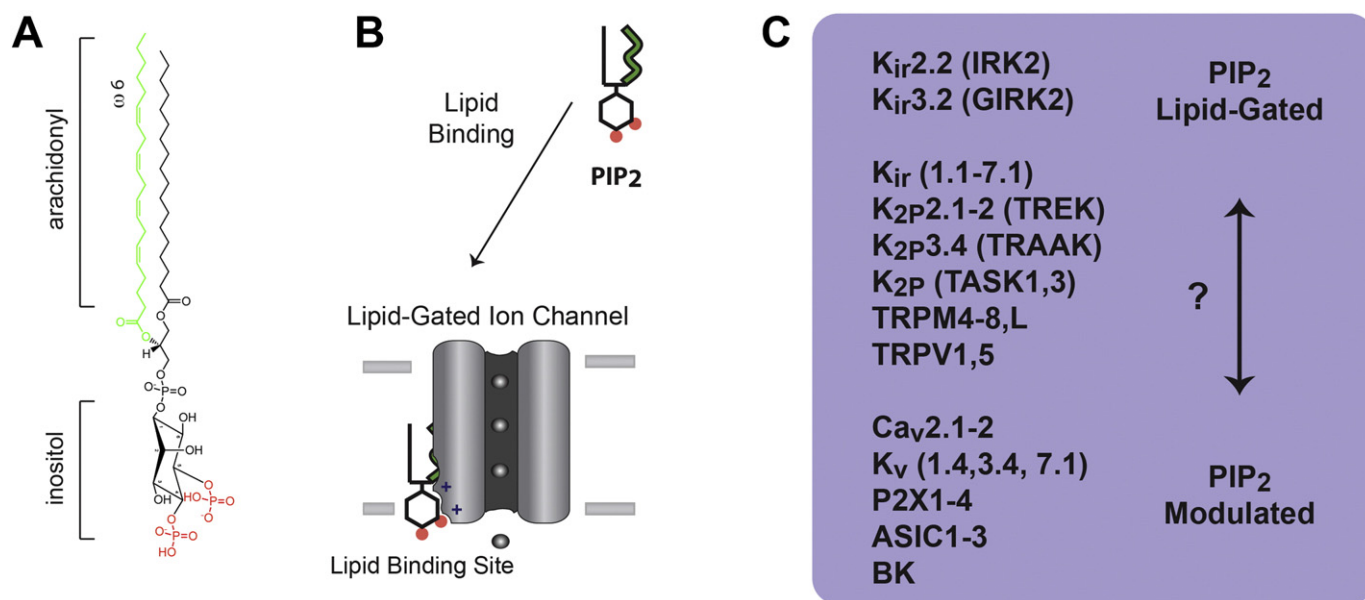 A
arachidonyl
ω 6
O
O
O
O
H
O
O-P=O
O
OH
OH
OH
OH
O
HO-P=O
O-
O
O-P=O
HO
inositol
B
Lipid
Binding
PIP2
Lipid-Gated Ion Channel
+
+
Lipid Binding Site
C
Kir2.2 (IRK2)
Kir3.2 (GIRK2)
PIP2
Lipid-Gated
Kir (1.1-7.1)
K2P2.1-2 (TREK)
K2P3.4 (TRAAK)
K2P (TASK1,3)
TRPM4-8,L
TRPV1,5
?
Cav2.1-2
Kv (1.4,3.4, 7.1)
P2X1-4
ASIC1-3
BK
PIP2
Modulated